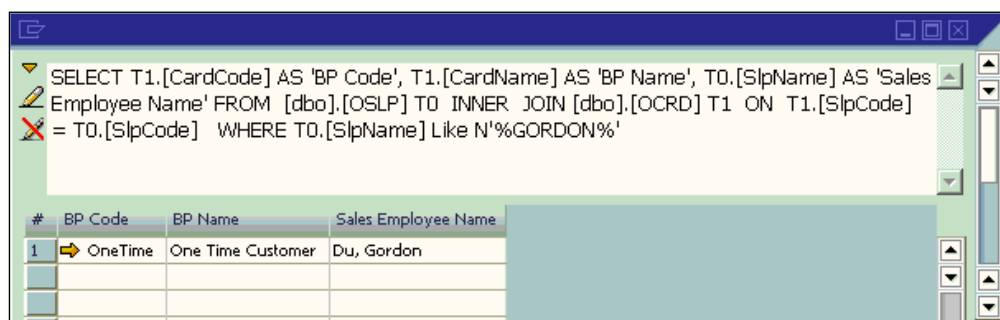 SELECT T1.[CardCode] AS 'BP Code', T1.[CardName] AS 'BP Name', T0.[SlpName] AS 'Sales
Employee Name' FROM  [dbo].[OSLP] T0  INNER  JOIN [dbo].[OCRD] T1  ON  T1.[SlpCode]
= T0.[SlpCode]   WHERE T0.[SlpName] Like N'%GORDON%'
# BP Code BP Name Sales Employee Name
1 OneTime One Time Customer Du, Gordon